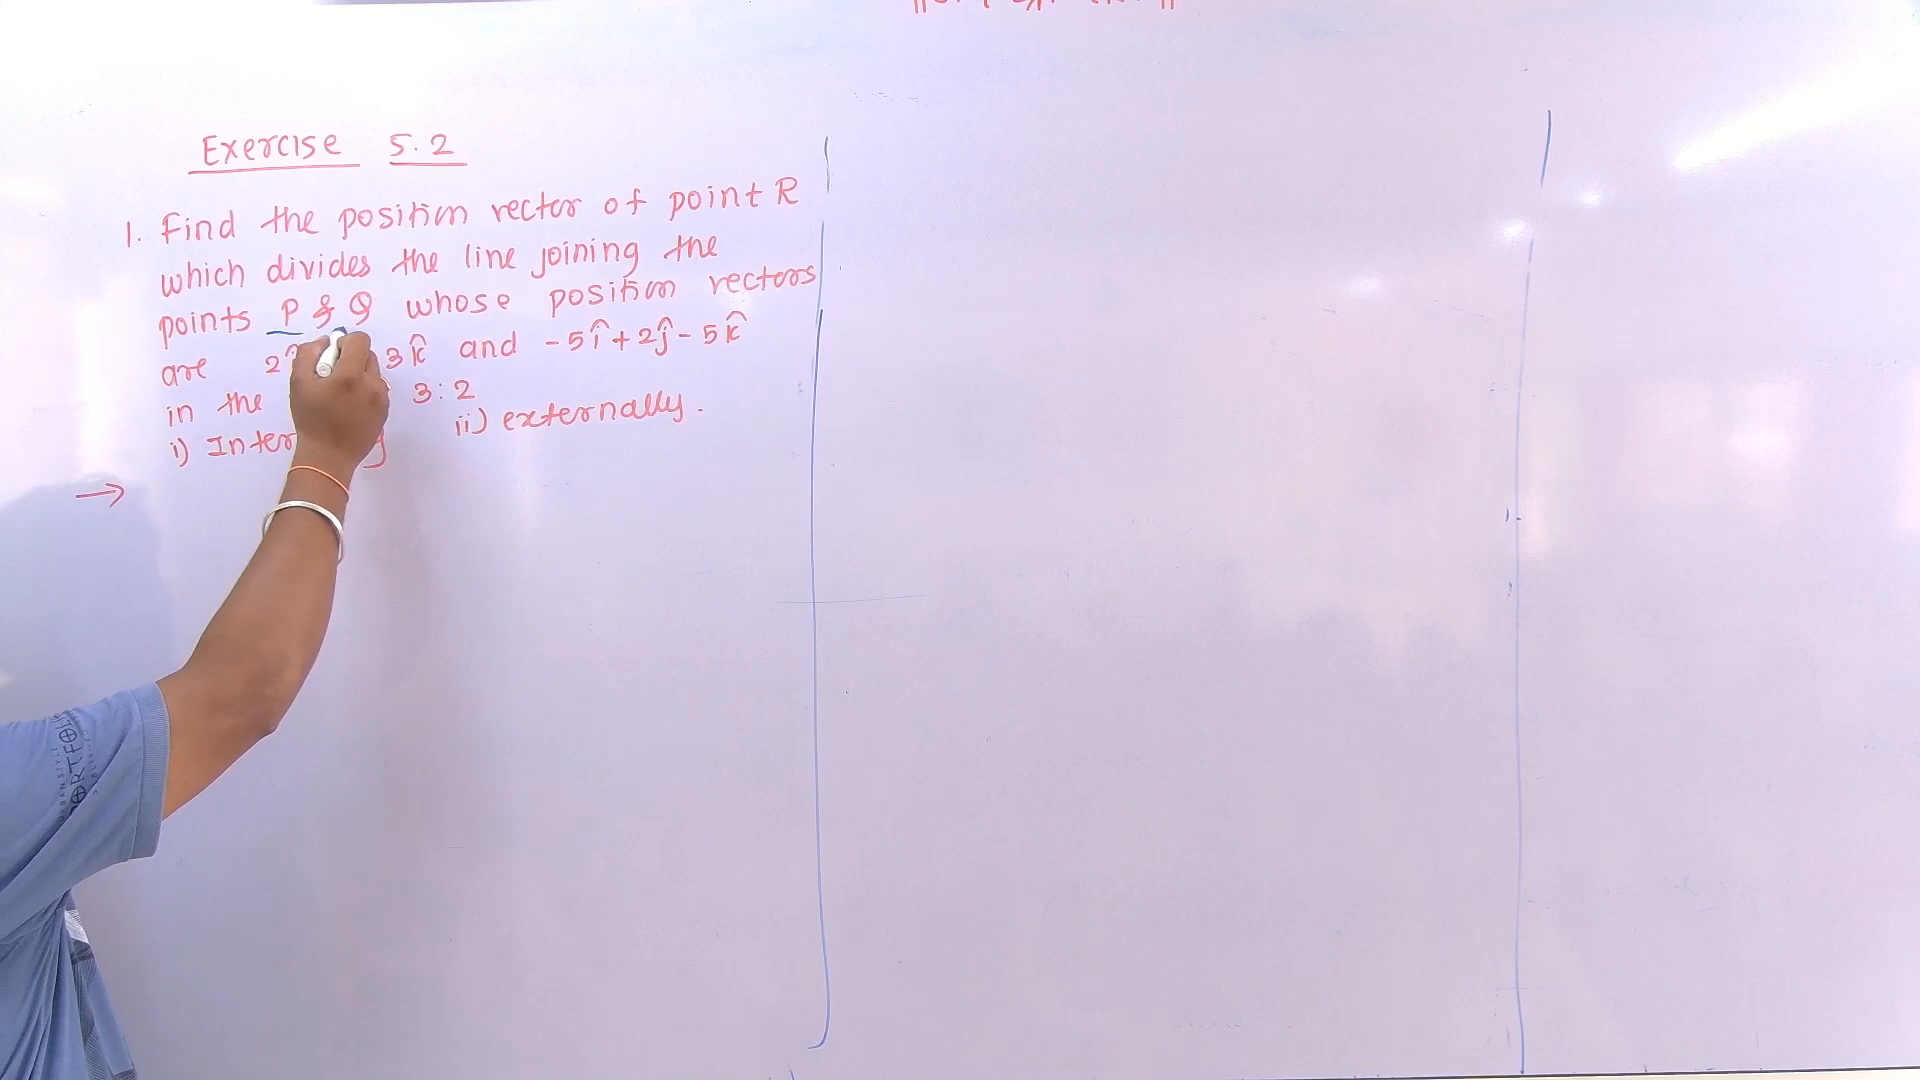 Exercise 5.2
1. Find the position vector of point R
which divides the line joining the
points P & Q whose position vectors
are 2 3k̂ and -5î+2ĵ-5k̂
in the 3:2
i) ii) externally.
→
PORTFOLIO